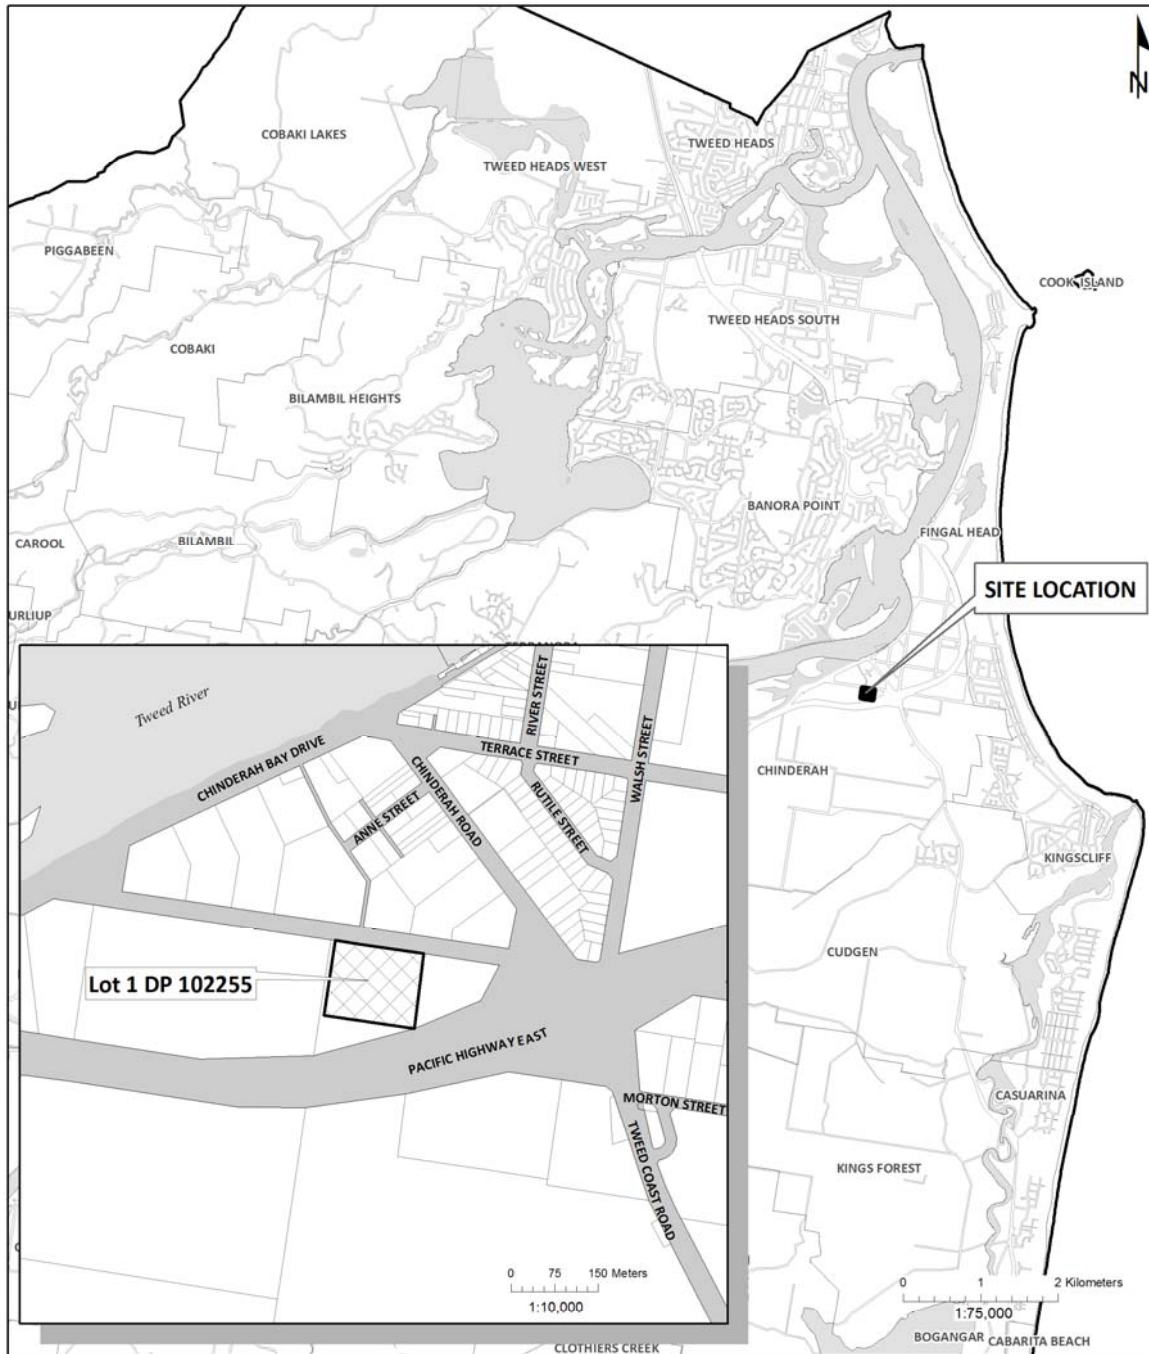 N
COBAKI LAKES
TWEED HEADS
TWEED HEADS WEST
PIGGABEEN
COOK ISLAND
TWEED HEADS SOUTH
COBAKI
BILAMBIL HEIGHTS
BANORA POINT
FINGAL HEAD
CAROOL
BILAMBIL
SITE LOCATION
URLIUP
Tweed River
RIVER STREET
WALSH STREET
TERRACE STREET
CHINDERAH BAY DRIVE
CHINDERAH ROAD
ANNE STREET
RUTILE STREET
CHINDERAH
KINGSCLIFF
CUDGEN
Lot 1 DP 102255
PACIFIC HIGHWAY EAST
MORTON STREET
TWEED COAST ROAD
CASUARINA
KINGS FOREST
0 75 150 Meters
1:10,000
0 1 2 Kilometers
1:75,000
BOGANGAR
CABARITA BEACH
CLOTHIERS CREEK